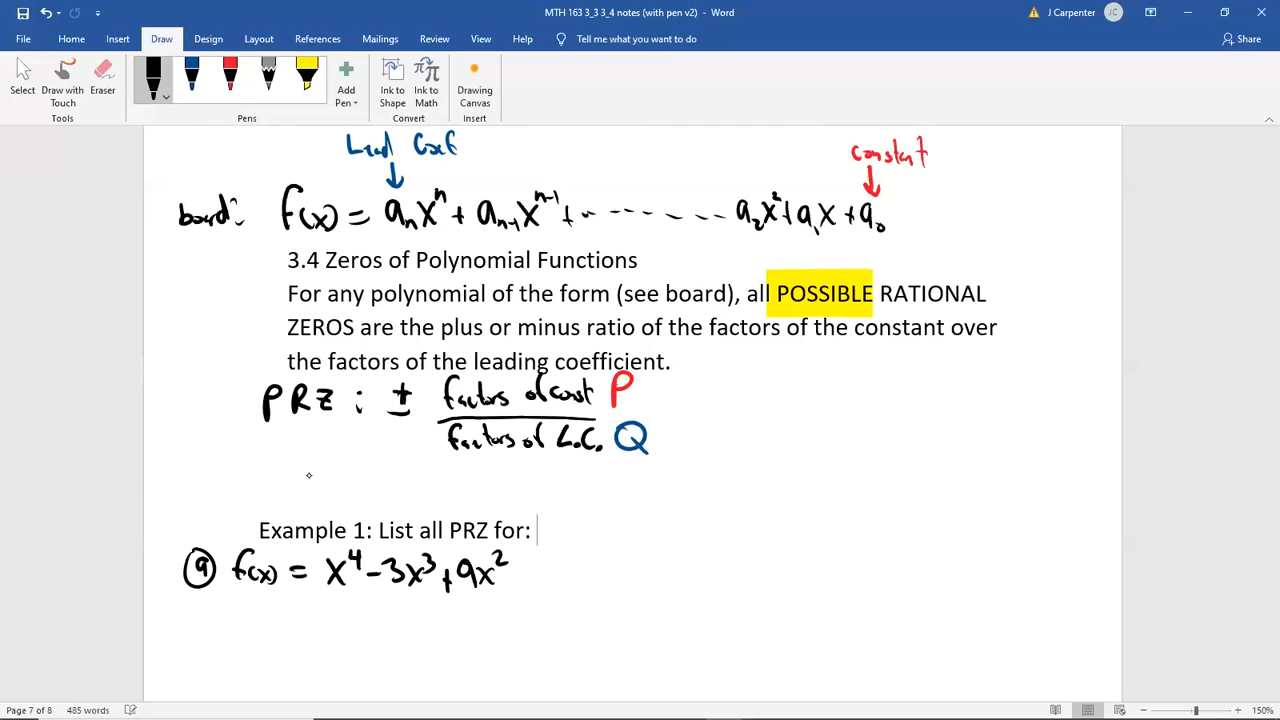 MTH 163 3_3 3_4 notes (with pen v2) - Word
J Carpenter JC
File Home Insert Draw Design Layout References Mailings Review View Help Tell me what you want to do Share
Select Draw with Touch Eraser Add Pen Ink to Shape Ink to Math Drawing Canvas
Tools Pens Convert Insert
Lead Coef constant
board: f(x) = aₙxⁿ + aₙ₋₁xⁿ⁻¹ + ------- a₂x² + a₁x + a₀
3.4 Zeros of Polynomial Functions
For any polynomial of the form (see board), all POSSIBLE RATIONAL
ZEROS are the plus or minus ratio of the factors of the constant over
the factors of the leading coefficient.
PRZ : ± factors of const P
factors of L.C. Q
Example 1: List all PRZ for:
(a) f(x) = x⁴ - 3x³ + 9x²
Page 7 of 8 485 words 150%